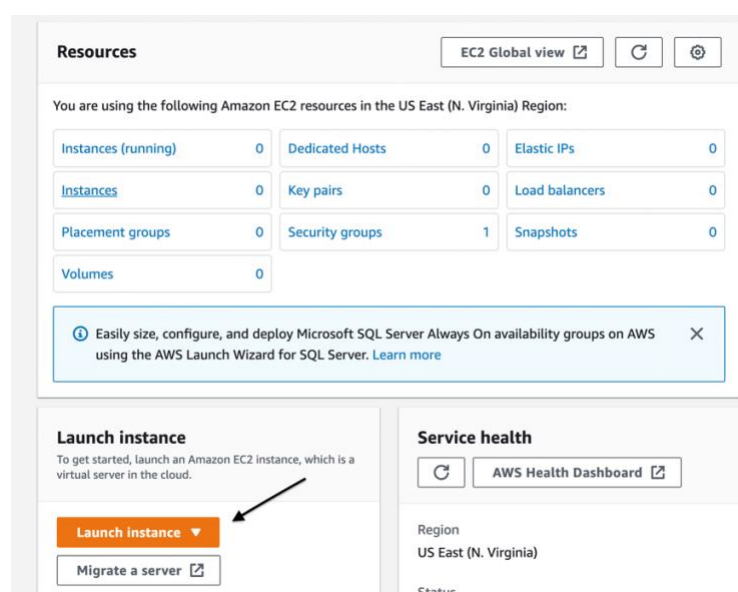 Resources
EC2 Global view
You are using the following Amazon EC2 resources in the US East (N. Virginia) Region:
Instances (running) 0 Dedicated Hosts 0 Elastic IPs 0
Instances 0 Key pairs 0 Load balancers 0
Placement groups 0 Security groups 1 Snapshots 0
Volumes 0
Easily size, configure, and deploy Microsoft SQL Server Always On availability groups on AWS
using the AWS Launch Wizard for SQL Server. Learn more
Launch instance
To get started, launch an Amazon EC2 instance, which is a
virtual server in the cloud.
Launch instance
Migrate a server
Service health
AWS Health Dashboard
Region
US East (N. Virginia)
Status